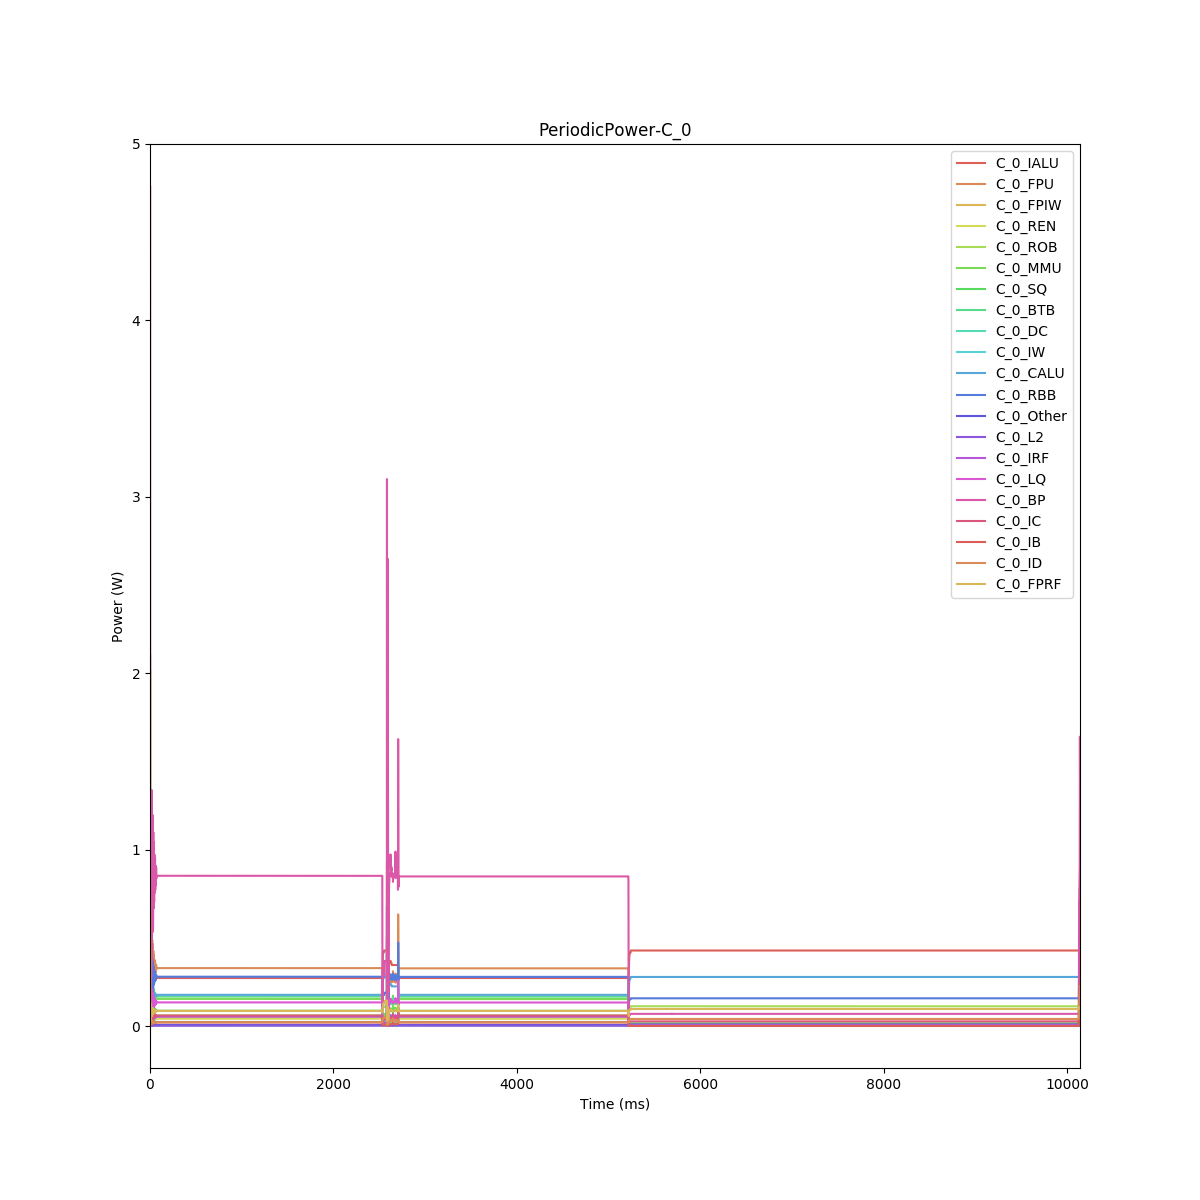 PeriodicPower-C_0
5
4
3
2
1
0
Power (W)
0
2000
4000
6000
8000
10000
Time (ms)
C_0_IALU
C_0_FPU
C_0_FPIW
C_0_REN
C_0_ROB
C_0_MMU
C_0_SQ
C_0_BTB
C_0_DC
C_0_IW
C_0_CALU
C_0_RBB
C_0_Other
C_0_L2
C_0_IRF
C_0_LQ
C_0_BP
C_0_IC
C_0_IB
C_0_ID
C_0_FPRF